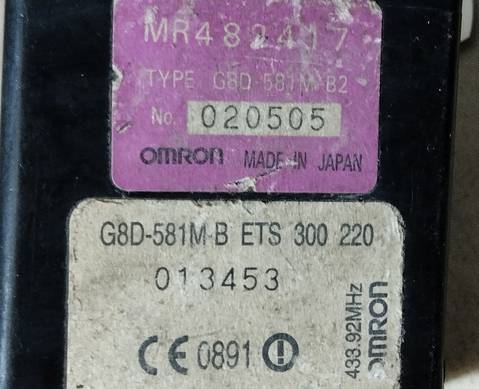 MR482417
TYPE G8D-581M-B2
No. 020505
OMRON MADE IN JAPAN
G8D-581M-B ETS 300 220
013453
CE 0891
433.92MHz
OMRON